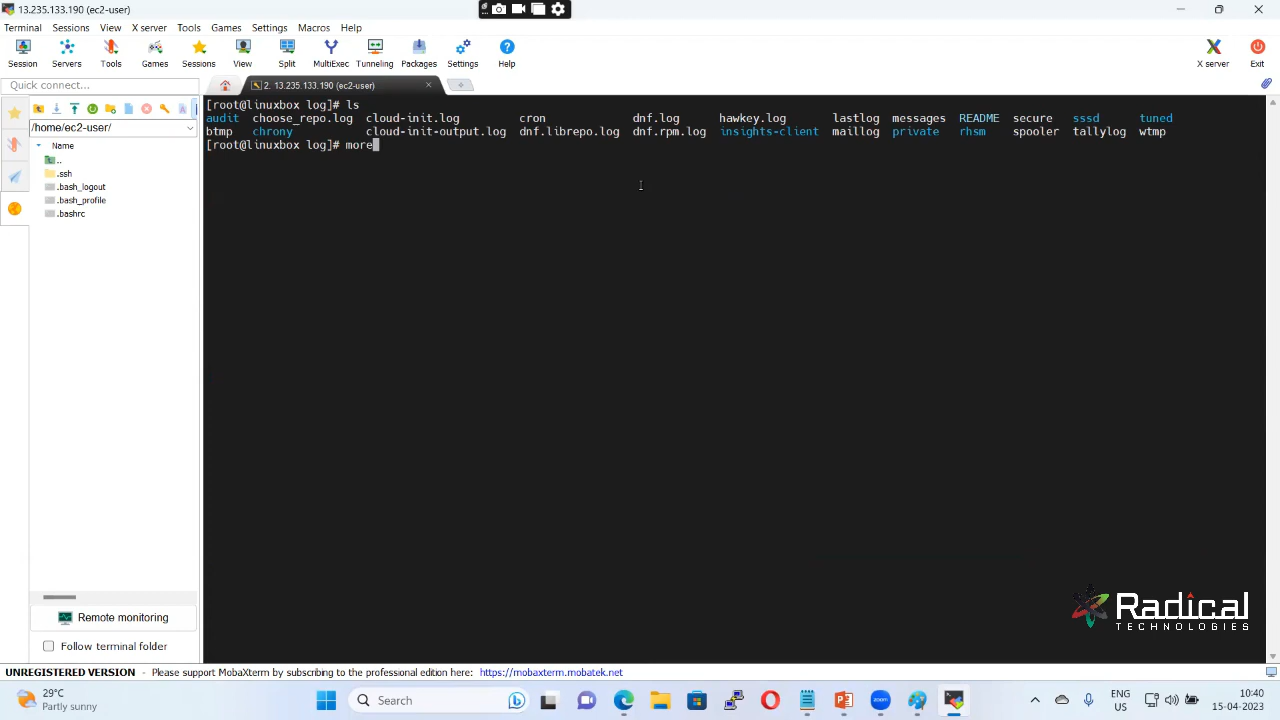 13.235.133.190 (ec2-user)
Terminal Sessions View X server Tools Games Settings Macros Help
Session Servers Tools Games Sessions View Split MultiExec Tunneling Packages Settings Help X server Exit
Quick connect...
2. 13.235.133.190 (ec2-user)
/home/ec2-user/
Name
..
.ssh
.bash_logout
.bash_profile
.bashrc
[root@linuxbox log]# ls
audit choose_repo.log cloud-init.log cron dnf.log hawkey.log lastlog messages README secure sssd tuned
btmp chrony cloud-init-output.log dnf.librepo.log dnf.rpm.log insights-client maillog private rhsm spooler tallylog wtmp
[root@linuxbox log]# more
Radical
TECHNOLOGIES
Remote monitoring
Follow terminal folder
UNREGISTERED VERSION - Please support MobaXterm by subscribing to the professional edition here: https://mobaxterm.mobatek.net
29°C
Partly sunny
Search
ENG
US
10:40
15-04-2023